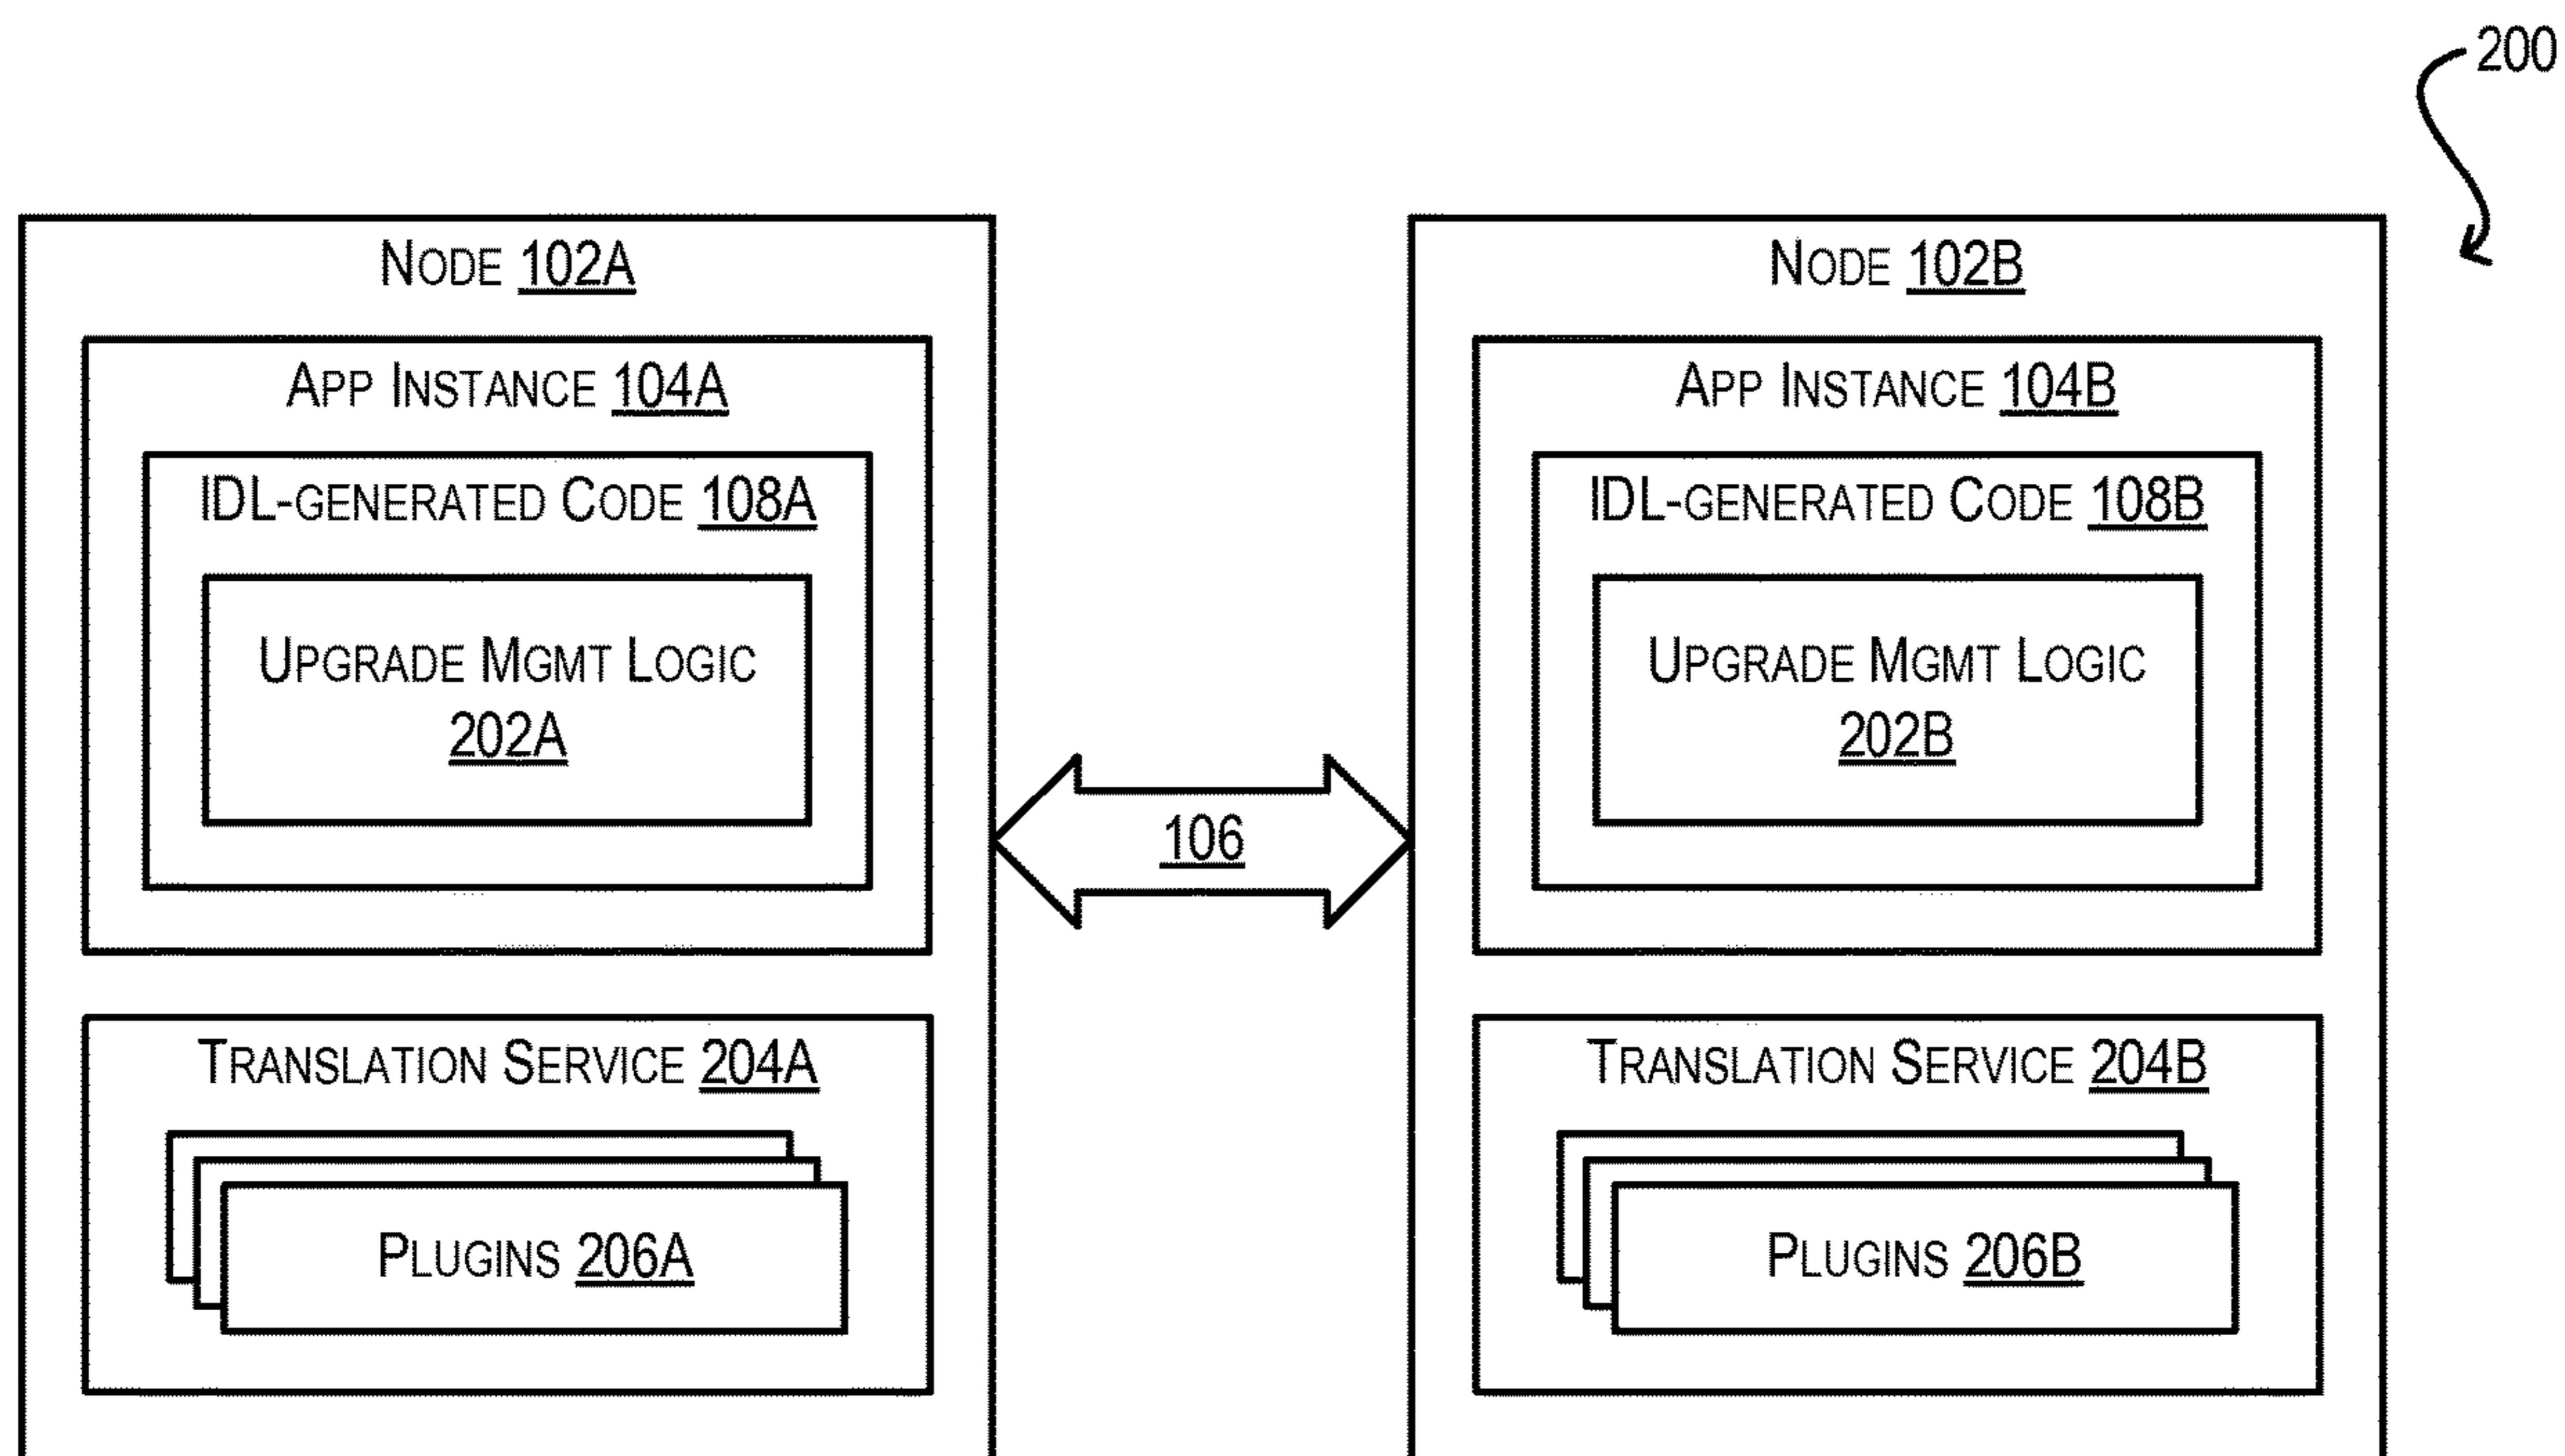 200
Node 102A
App Instance 104A
IDL-generated Code 108A
Upgrade Mgmt Logic
202A
Translation Service 204A
Plugins 206A
106
Node 102B
App Instance 104B
IDL-generated Code 108B
Upgrade Mgmt Logic
202B
Translation Service 204B
Plugins 206B